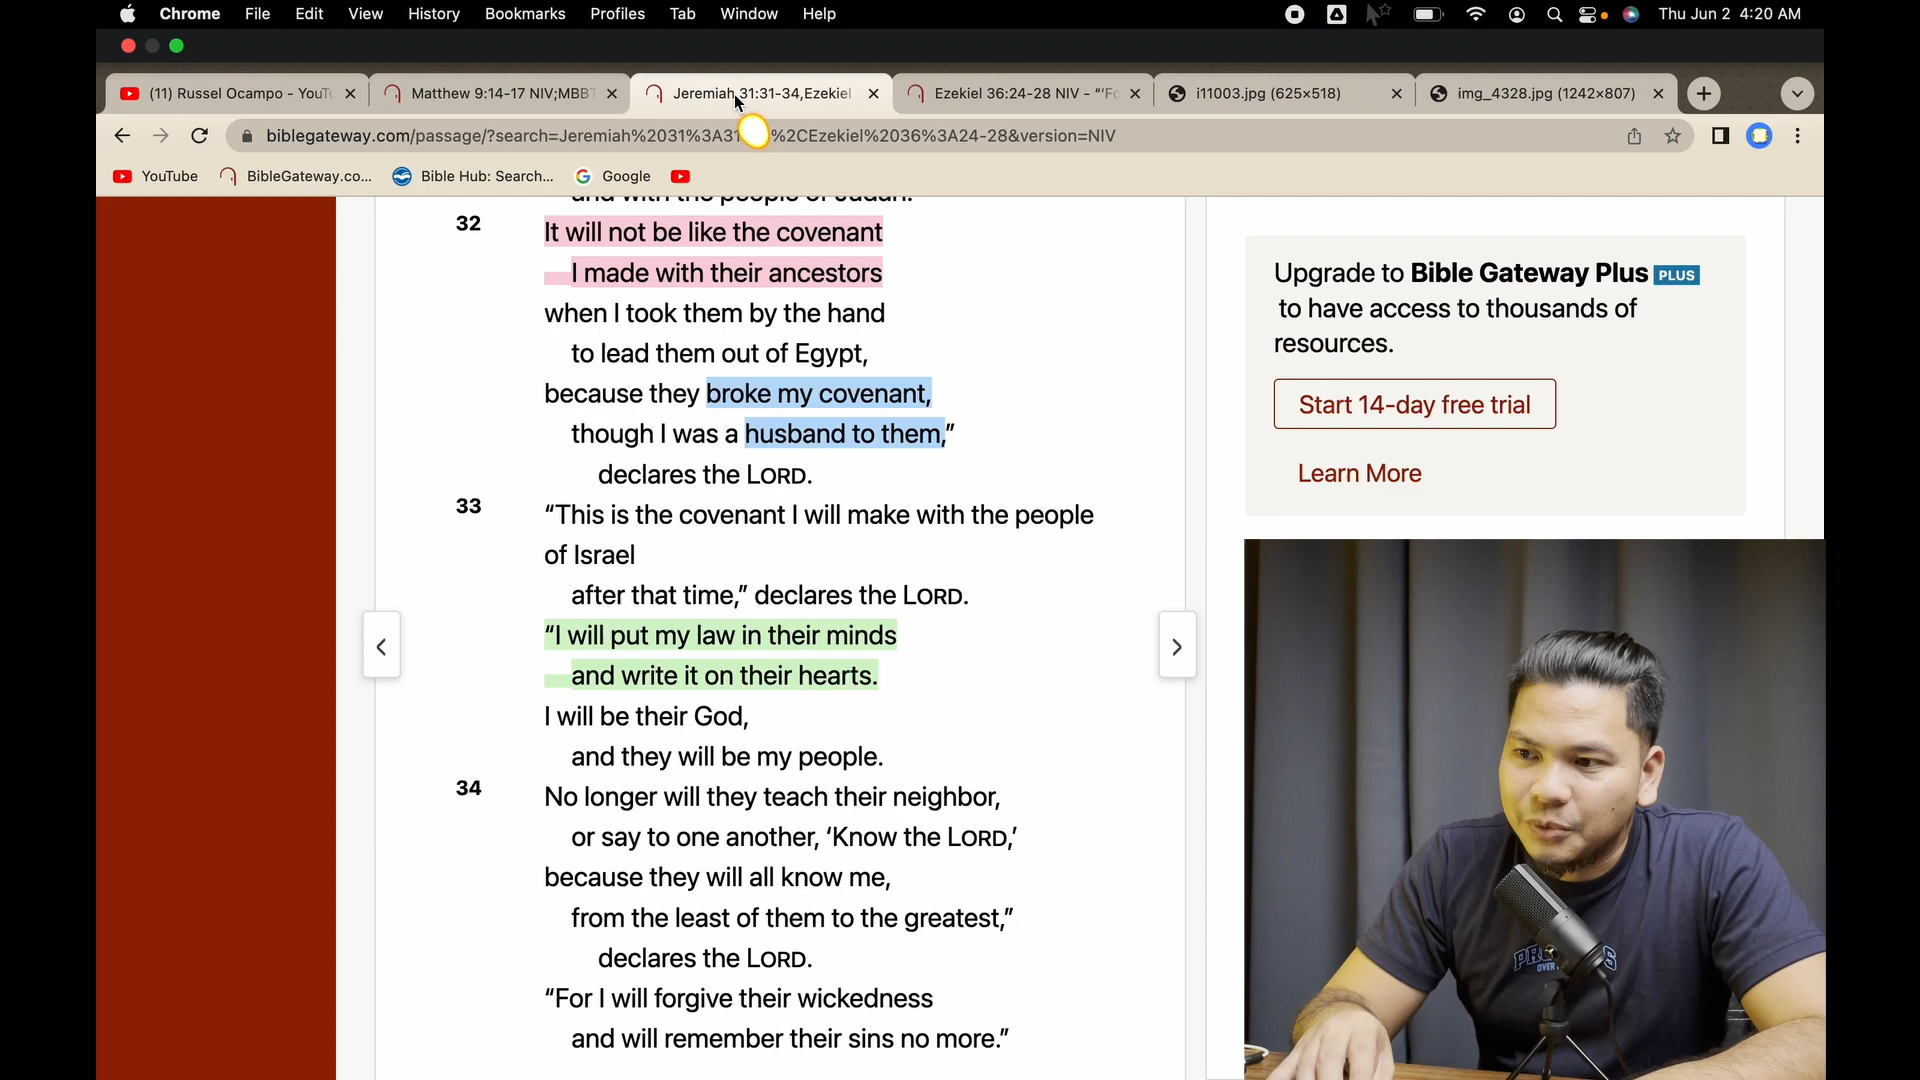 Chrome File Edit View History Bookmarks Profiles Tab Window Help Thu Jun 2 4:20 AM
(11) Russel Ocampo - YouTu Matthew 9:14-17 NIV;MBBT Jeremiah 31:31-34,Ezekiel Ezekiel 36:24-28 NIV - "'Fo i11003.jpg (625×518) img_4328.jpg (1242×807)
biblegateway.com/passage/?search=Jeremiah%2031%3A31 %2CEzekiel%2036%3A24-28&version=NIV
YouTube BibleGateway.co... Bible Hub: Search... Google
and with the people of Judah.
32 It will not be like the covenant
I made with their ancestors
when I took them by the hand
to lead them out of Egypt,
because they broke my covenant,
though I was a husband to them,”
declares the LORD.
33 “This is the covenant I will make with the people
of Israel
after that time,” declares the LORD.
“I will put my law in their minds
and write it on their hearts.
I will be their God,
and they will be my people.
34 No longer will they teach their neighbor,
or say to one another, ‘Know the LORD,’
because they will all know me,
from the least of them to the greatest,”
declares the LORD.
“For I will forgive their wickedness
and will remember their sins no more.”
Upgrade to Bible Gateway Plus PLUS
to have access to thousands of
resources.
Start 14-day free trial
Learn More